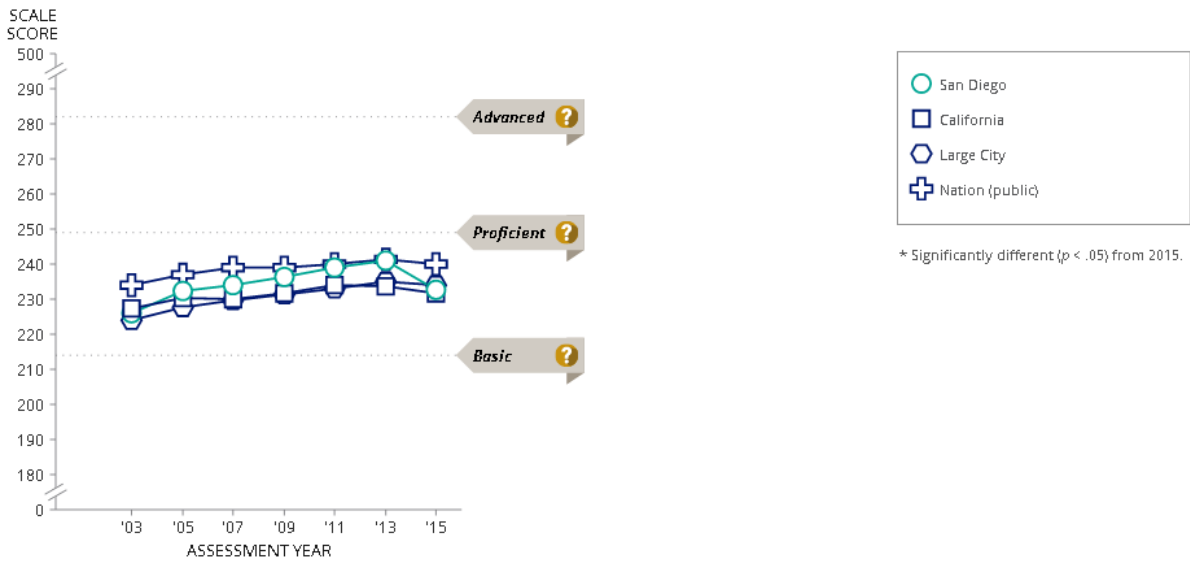 SCALE
SCORE
500
290
280
270
260
250
240
230
220
210
200
190
180
0
Advanced ?
Proficient ?
Basic ?
'03 '05 '07 '09 '11 '13 '15
ASSESSMENT YEAR
San Diego
California
Large City
Nation (public)
* Significantly different (p < .05) from 2015.